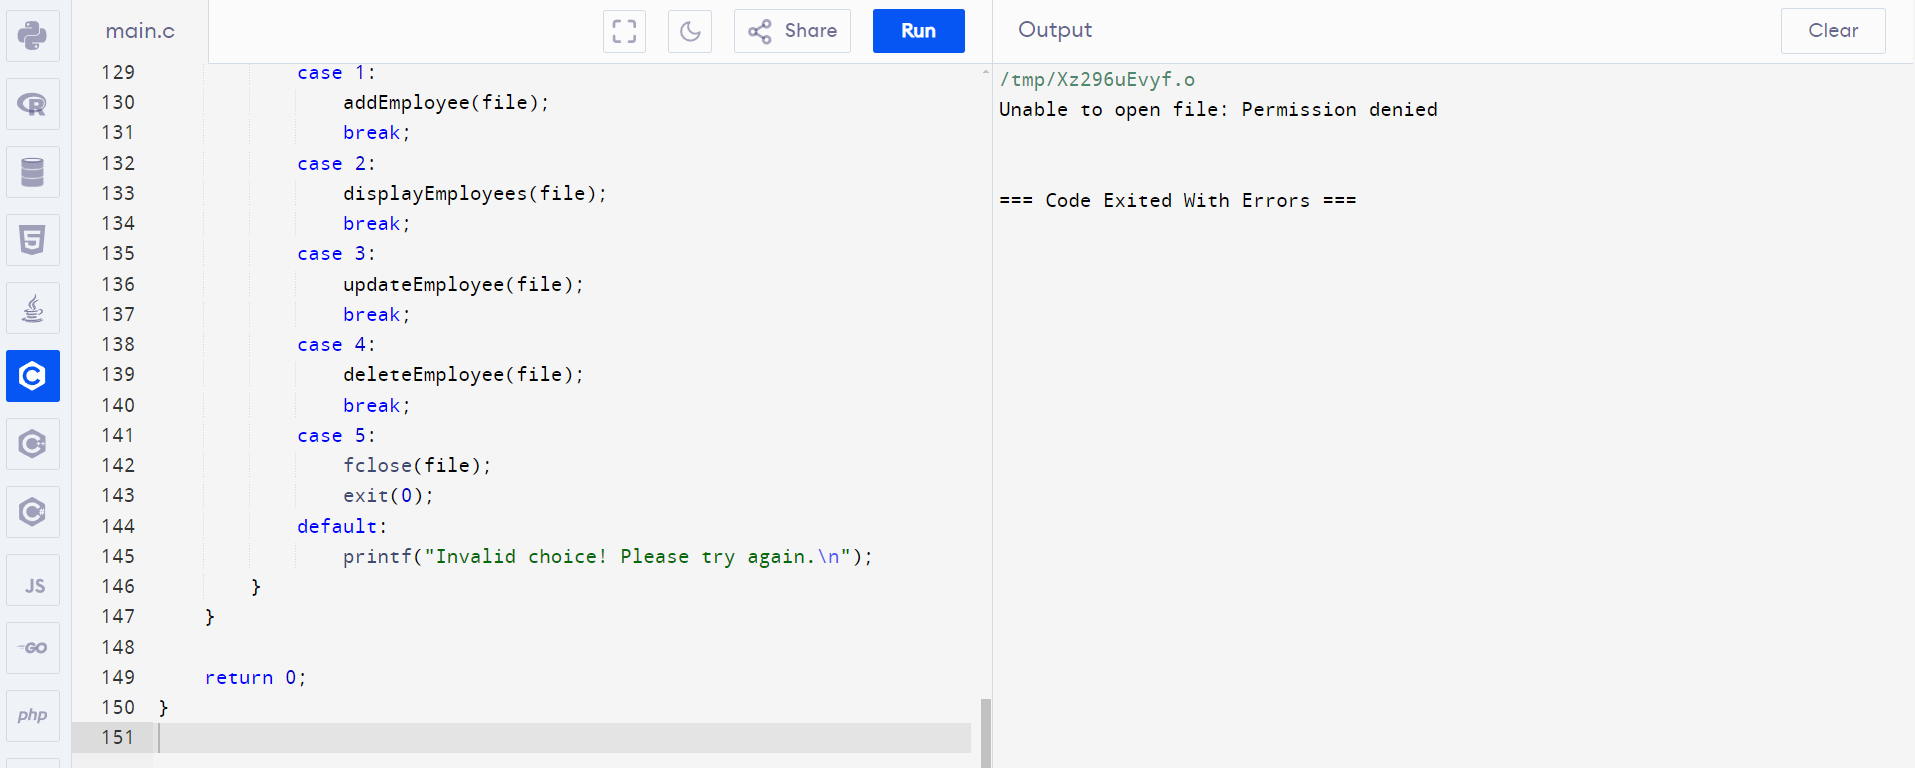 main.c
Share
Run
Output
Clear
129 case 1:
130 addEmployee(file);
131 break;
132 case 2:
133 displayEmployees(file);
134 break;
135 case 3:
136 updateEmployee(file);
137 break;
138 case 4:
139 deleteEmployee(file);
140 break;
141 case 5:
142 fclose(file);
143 exit(0);
144 default:
145 printf("Invalid choice! Please try again.\n");
146 }
147 }
148
149 return 0;
150 }
151
/tmp/Xz296uEvyf.o
Unable to open file: Permission denied
=== Code Exited With Errors ===
R
5
C
C++
C#
JS
GO
php